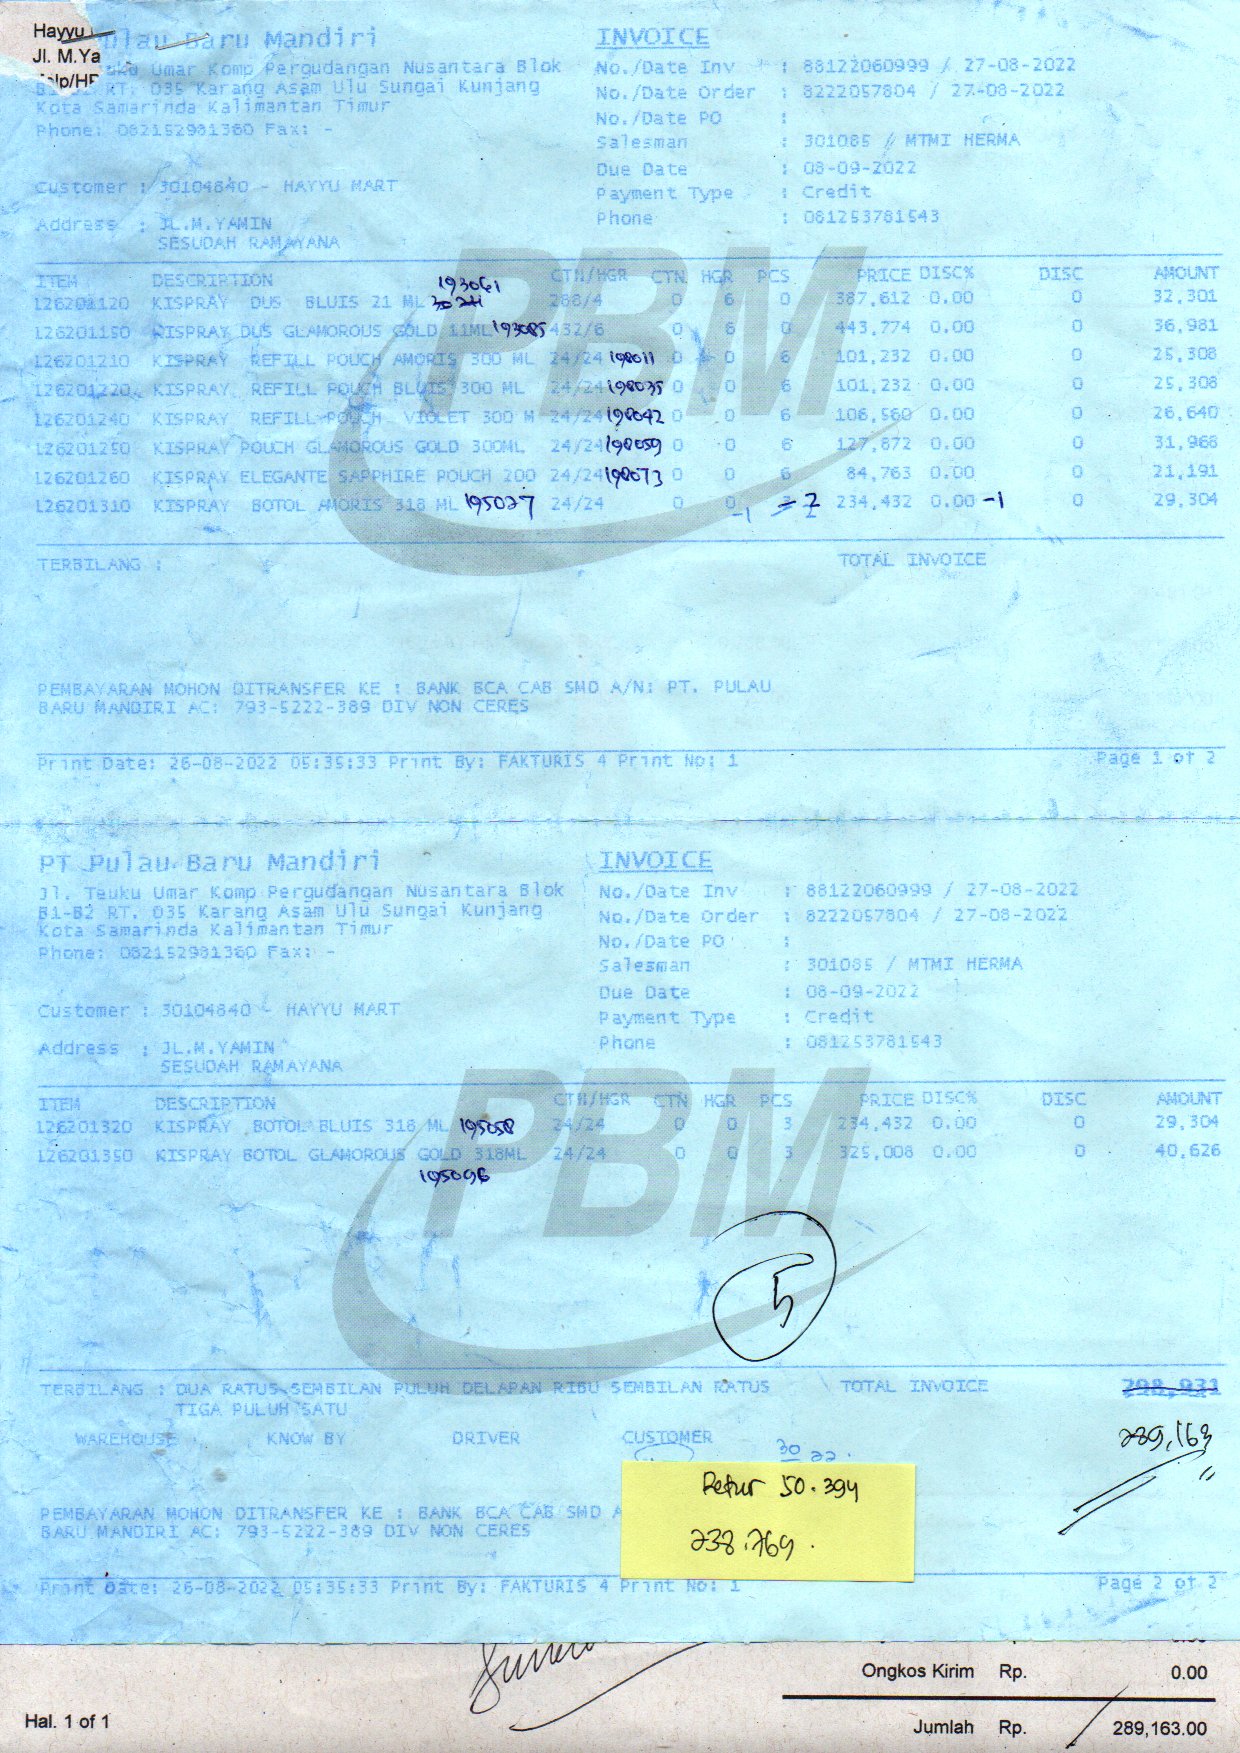 Hayyu
Pulau Baru Mandiri
INVOICE
Jl. M.Ya
Teuku Umar Komp Pergudangan Nusantara Blok
No./Date Inv : 88122060999 / 27-08-2022
RT. 035 Karang Asam Ulu Sungai Kunjang
No./Date Order : 8222057804 / 27-08-2022
Kota Samarinda Kalimantan Timur
No./Date PO :
Phone: 082152981360 Fax: -
Salesman : 301085 / MTMI HERMA
Due Date : 08-09-2022
Customer : 30104840 - HAYYU MART
Payment Type : Credit
Address : JL.M.YAMIN
Phone : 081253781543
SESUDAH RAMAYANA
PBM
ITEM DESCRIPTION CTN/HGR CTN HGR PCS PRICE DISC% DISC AMOUNT
193061
126201120 KISPRAY DUS BLUIS 21 ML 288/4 0 6 0 387,612 0.00 0 32,301
126201150 KISPRAY DUS GLAMOROUS GOLD 11ML 193085 432/6 0 6 0 443,774 0.00 0 36,981
126201210 KISPRAY REFILL POUCH AMORIS 300 ML 24/24 198011 0 0 6 101,232 0.00 0 25,308
126201220 KISPRAY REFILL POUCH BLUIS 300 ML 24/24 198035 0 0 6 101,232 0.00 0 25,308
126201240 KISPRAY REFILL POUCH VIOLET 300 M 24/24 198042 0 0 6 106,560 0.00 0 26,640
126201250 KISPRAY POUCH GLAMOROUS GOLD 300ML 24/24 198059 0 0 6 127,872 0.00 0 31,968
126201260 KISPRAY ELEGANTE SAPPHIRE POUCH 200 24/24 198073 0 0 6 84,763 0.00 0 21,191
126201310 KISPRAY BOTOL AMORIS 318 ML 195027 24/24 0 0 3 = 2 234,432 0.00 -1 0 29,304
-1
TERBILANG :
TOTAL INVOICE
PEMBAYARAN MOHON DITRANSFER KE : BANK BCA CAB SMD A/N: PT. PULAU
BARU MANDIRI AC: 793-5222-389 DIV NON CERES
Print Date: 26-08-2022 05:35:33 Print By: FAKTURIS 4 Print No: 1
Page 1 of 2
PT Pulau Baru Mandiri
INVOICE
Jl. Teuku Umar Komp Pergudangan Nusantara Blok
No./Date Inv : 88122060999 / 27-08-2022
B1-B2 RT. 035 Karang Asam Ulu Sungai Kunjang
No./Date Order : 8222057804 / 27-08-2022
Kota Samarinda Kalimantan Timur
No./Date PO :
Phone: 082152981360 Fax: -
Salesman : 301085 / MTMI HERMA
Due Date : 08-09-2022
Customer : 30104840 - HAYYU MART
Payment Type : Credit
Address : JL.M.YAMIN
Phone : 081253781543
SESUDAH RAMAYANA
PBM
ITEM DESCRIPTION CTN/HGR CTN HGR PCS PRICE DISC% DISC AMOUNT
126201320 KISPRAY BOTOL BLUIS 318 ML 195058 24/24 0 0 3 234,432 0.00 0 29,304
126201350 KISPRAY BOTOL GLAMOROUS GOLD 318ML 24/24 0 0 3 325,008 0.00 0 40,626
195096
5
TERBILANG : DUA RATUS SEMBILAN PULUH DELAPAN RIBU SEMBILAN RATUS
TIGA PULUH SATU
TOTAL INVOICE 298,931
WAREHOUSE KNOW BY DRIVER CUSTOMER
289,163
Retur 50.394
238.769.
PEMBAYARAN MOHON DITRANSFER KE : BANK BCA CAB SMD A
BARU MANDIRI AC: 793-5222-389 DIV NON CERES
Print Date: 26-08-2022 05:35:33 Print By: FAKTURIS 4 Print No: 1
Page 2 of 2
Ongkos Kirim Rp. 0.00
Hal. 1 of 1
Jumlah Rp. 289,163.00